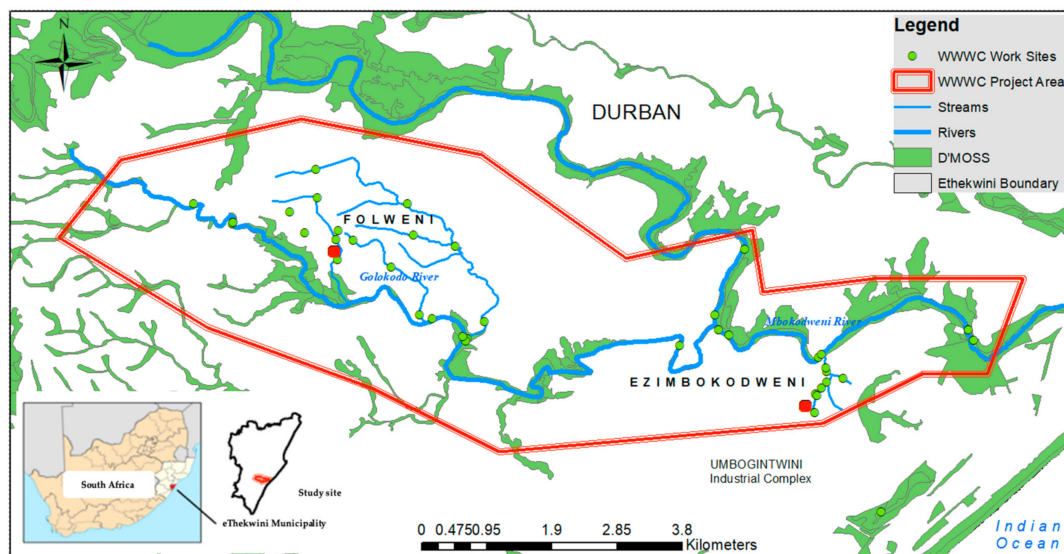 N
DURBAN
Legend
WWWC Work Sites
WWWC Project Area
Streams
Rivers
D'MOSS
Ethekwini Boundary
FOLWENI
Golokodo River
Mbokodweni River
EZIMBOKODWENI
UMBOGINTWINI
Industrial Complex
South Africa
Study site
eThekwini Municipality
0 0.475 0.95 1.9 2.85 3.8
Kilometers
Indian
Ocean